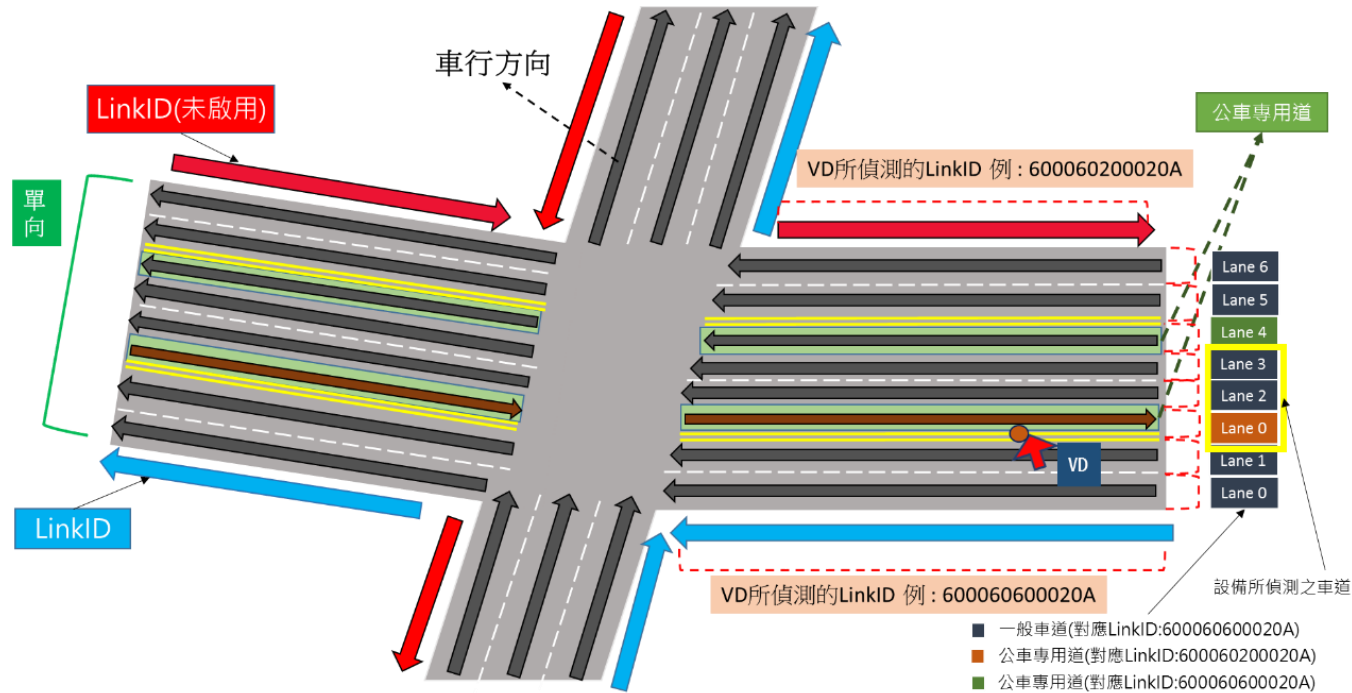 車行方向
LinkID(未啟用)
公車專用道
VD所偵測的LinkID 例 : 600060200020A
單向
Lane 6
Lane 5
Lane 4
Lane 3
Lane 2
Lane 0
Lane 1
Lane 0
VD
LinkID
設備所偵測之車道
VD所偵測的LinkID 例 : 600060600020A
一般車道(對應LinkID:600060600020A)
公車專用道(對應LinkID:600060200020A)
公車專用道(對應LinkID:600060600020A)